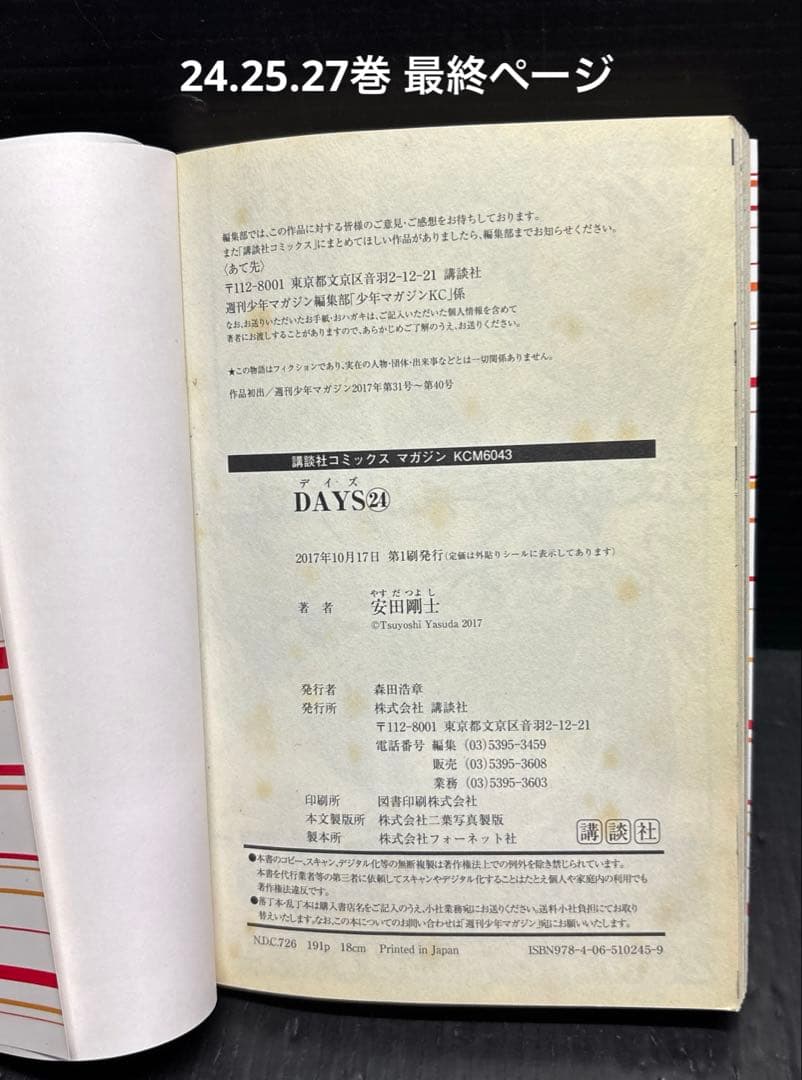 24.25.27巻 最終ページ
編集部では、この作品に対する皆様のご意見・ご感想をお待ちしております。
また「講談社コミックス」にまとめてほしい作品がありましたら、編集部までお知らせください。
〈あて先〉
〒112-8001 東京都文京区音羽2-12-21 講談社
週刊少年マガジン編集部「少年マガジンKC」係
なお、お送りいただいたお手紙・おハガキは、ご記入いただいた個人情報を含めて
著者にお渡しすることがありますので、あらかじめご了解のうえ、お送りください。
★この物語はフィクションであり、実在の人物・団体・出来事などとは一切関係ありません。
作品初出／週刊少年マガジン2017年第31号〜第40号
講談社コミックス マガジン KCM6043
デイズ
DAYS㉔
2017年10月17日 第1刷発行(定価は外貼りシールに表示してあります)
やすだつよし
著 者 安田剛士
©Tsuyoshi Yasuda 2017
発行者 森田浩章
発行所 株式会社 講談社
〒112-8001 東京都文京区音羽2-12-21
電話番号 編集 (03)5395-3459
販売 (03)5395-3608
業務 (03)5395-3603
印刷所 図書印刷株式会社
本文製版所 株式会社二葉写真製版
製本所 株式会社フォーネット社
講談社
●本書のコピー、スキャン、デジタル化等の無断複製は著作権法上での例外を除き禁じられています。
本書を代行業者等の第三者に依頼してスキャンやデジタル化することはたとえ個人や家庭内の利用でも
著作権法違反です。
●落丁本・乱丁本は購入書店名をご記入のうえ、小社業務宛にお送りください。送料小社負担にてお取り
替えいたします。なお、この本についてのお問い合わせは「週刊少年マガジン」宛にお願いいたします。
N.D.C.726 191p 18cm Printed in Japan ISBN978-4-06-510245-9